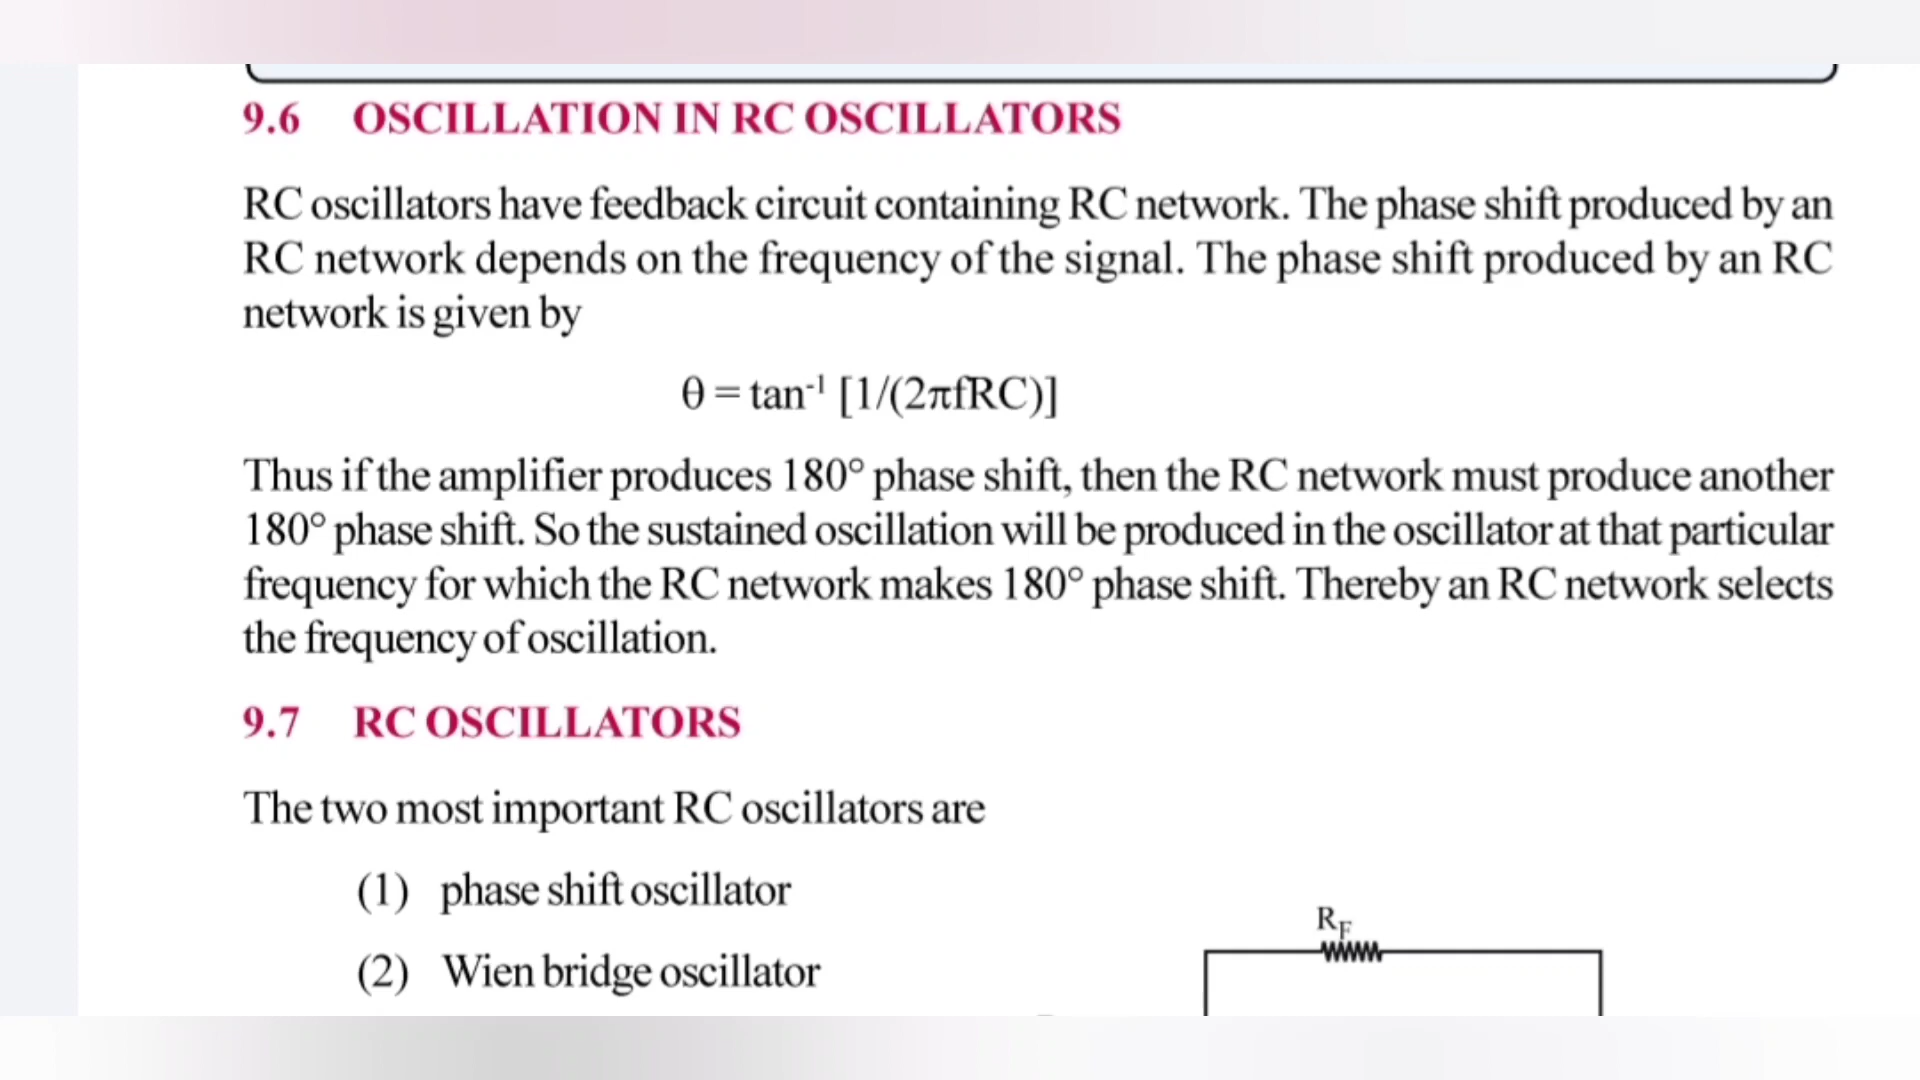 9.6 OSCILLATION IN RC OSCILLATORS
RC oscillators have feedback circuit containing RC network. The phase shift produced by an
RC network depends on the frequency of the signal. The phase shift produced by an RC
network is given by
θ = tan⁻¹ [1/(2πfRC)]
Thus if the amplifier produces 180° phase shift, then the RC network must produce another
180° phase shift. So the sustained oscillation will be produced in the oscillator at that particular
frequency for which the RC network makes 180° phase shift. Thereby an RC network selects
the frequency of oscillation.
9.7 RC OSCILLATORS
The two most important RC oscillators are
(1) phase shift oscillator
(2) Wien bridge oscillator
R_F